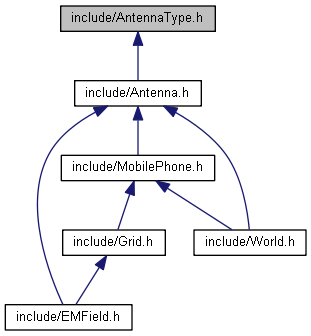 include/AntennaType.h
include/Antenna.h
include/MobilePhone.h
include/Grid.h
include/World.h
include/EMField.h